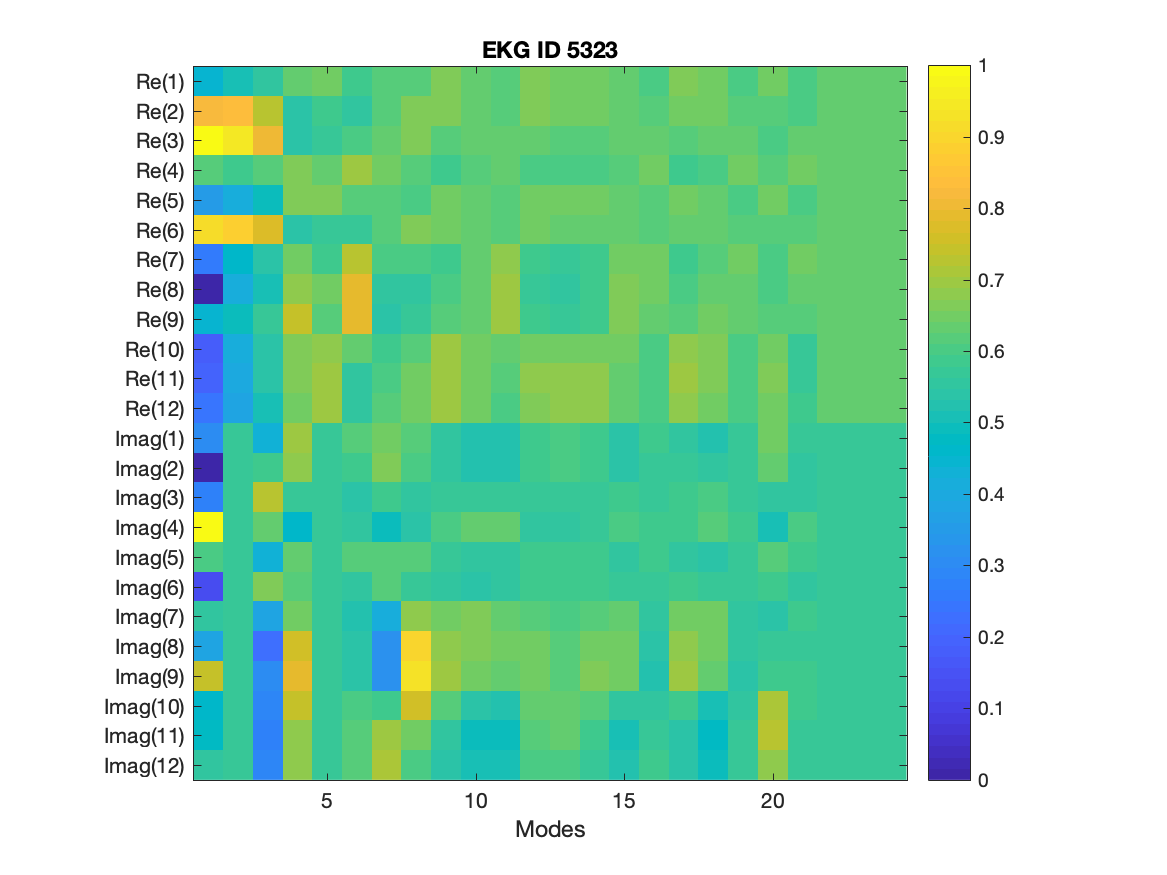 EKG ID 5323
Re(1)
Re(2)
Re(3)
Re(4)
Re(5)
Re(6)
Re(7)
Re(8)
Re(9)
Re(10)
Re(11)
Re(12)
Imag(1)
Imag(2)
Imag(3)
Imag(4)
Imag(5)
Imag(6)
Imag(7)
Imag(8)
Imag(9)
Imag(10)
Imag(11)
Imag(12)
5 10 15 20
Modes
1
0.9
0.8
0.7
0.6
0.5
0.4
0.3
0.2
0.1
0